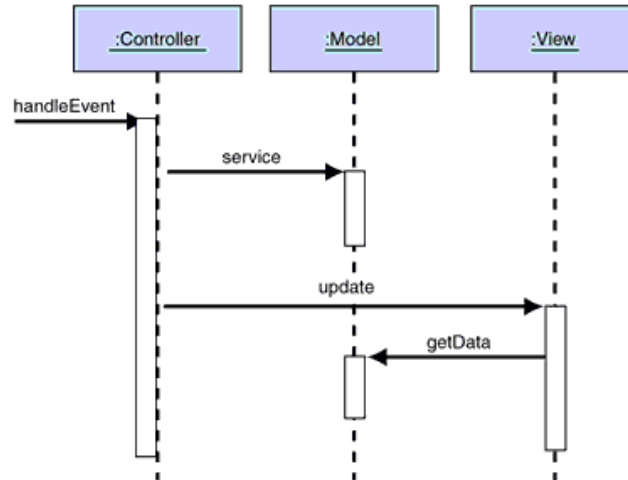 :Controller
:Model
:View
handleEvent
service
update
getData